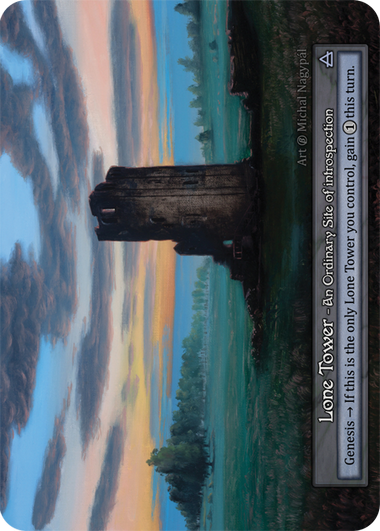 Art @ Michal Nagypál
Lone Tower - An Ordinary Site of introspection
Genesis → If this is the only Lone Tower you control, gain ① this turn.